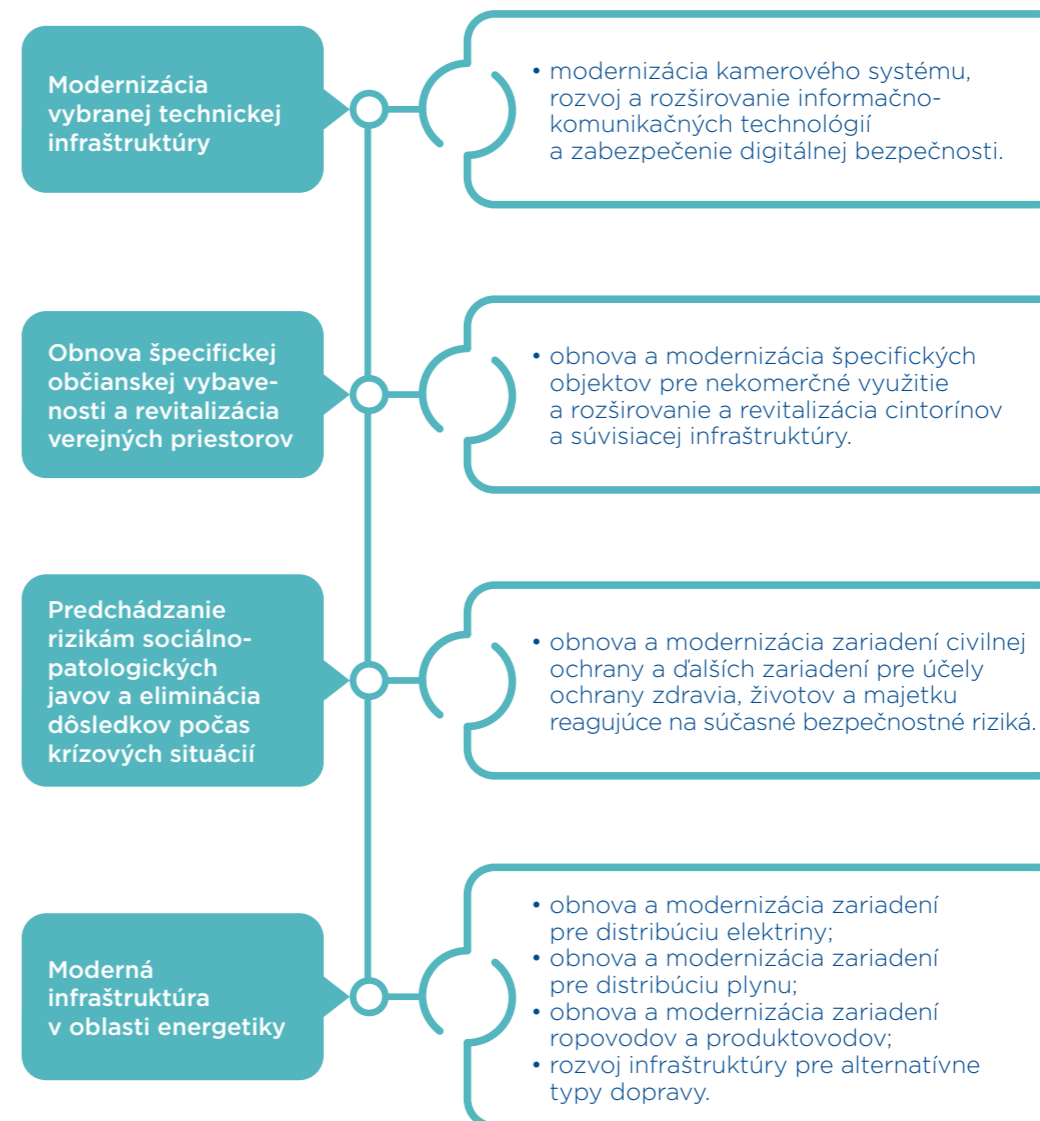 Modernizácia
vybranej technickej
infraštruktúry
• modernizácia kamerového systému,
rozvoj a rozširovanie informačno-
komunikačných technológií
a zabezpečenie digitálnej bezpečnosti.
Obnova špecifickej
občianskej vybave-
nosti a revitalizácia
verejných priestorov
• obnova a modernizácia špecifických
objektov pre nekomerčné využitie
a rozširovanie a revitalizácia cintorínov
a súvisiacej infraštruktúry.
Predchádzanie
rizikám sociálno-
patologických
javov a eliminácia
dôsledkov počas
krízových situácií
• obnova a modernizácia zariadení civilnej
ochrany a ďalších zariadení pre účely
ochrany zdravia, životov a majetku
reagujúce na súčasné bezpečnostné riziká.
Moderná
infraštruktúra
v oblasti energetiky
• obnova a modernizácia zariadení
pre distribúciu elektriny;
• obnova a modernizácia zariadení
pre distribúciu plynu;
• obnova a modernizácia zariadení
ropovodov a produktovodov;
• rozvoj infraštruktúry pre alternatívne
typy dopravy.